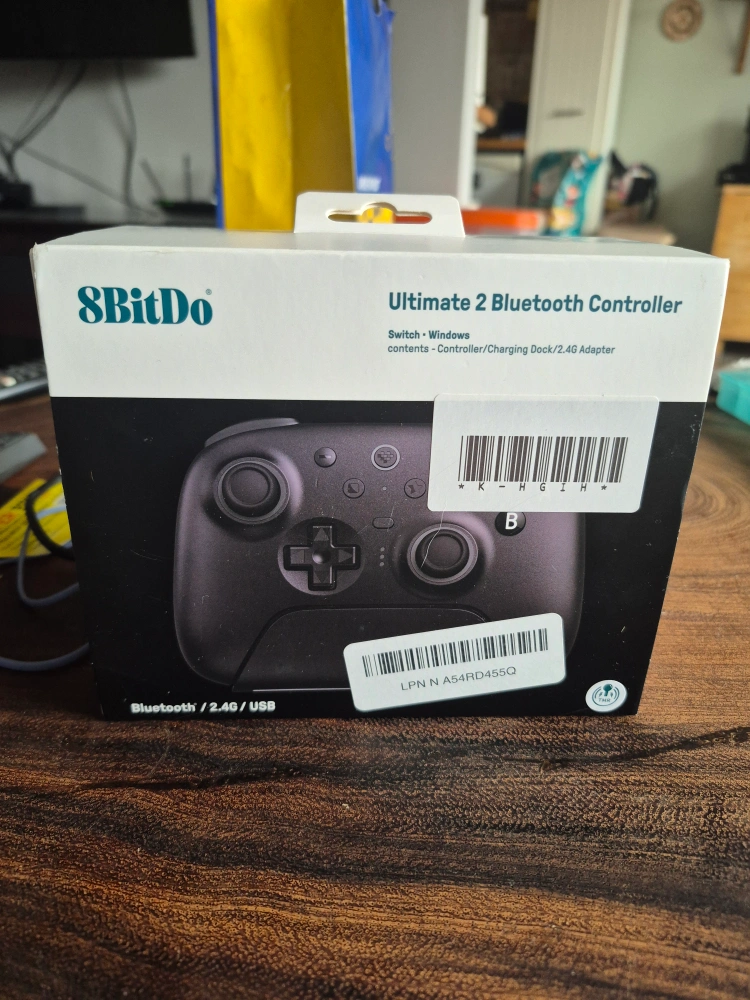 8BitDo
Ultimate 2 Bluetooth Controller
Switch • Windows
contents - Controller/Charging Dock/2.4G Adapter
* K - H G I H *
B
LPN N A54RD455Q
Bluetooth / 2.4G / USB
TMR